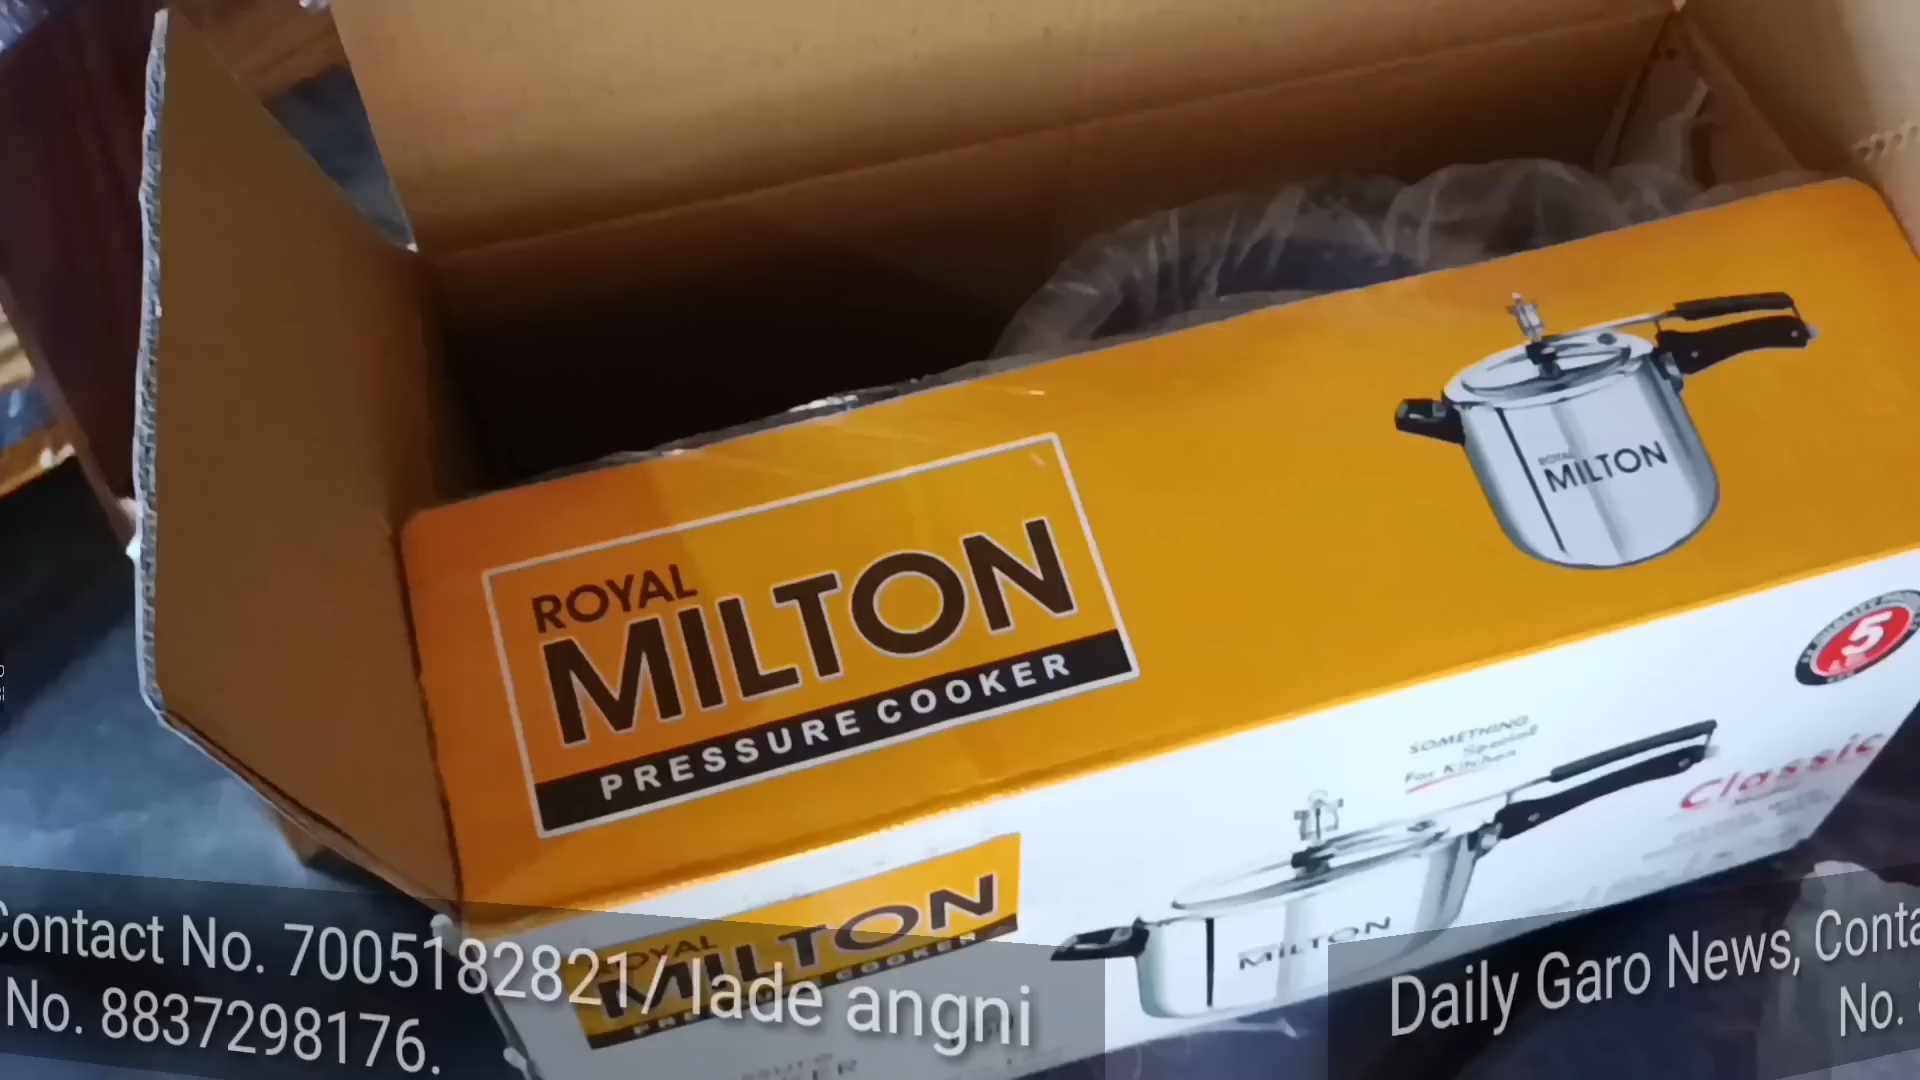 ROYAL
MILTON
PRESSURE COOKER
ROYAL
MILTON
5
SOMETHING
Special
For Kitchen
Classic
ROYAL
MILTON
PRESSURE COOKER
MILTON
Contact No. 7005182821/ Iade angni
No. 8837298176.
Daily Garo News, Conta
No.